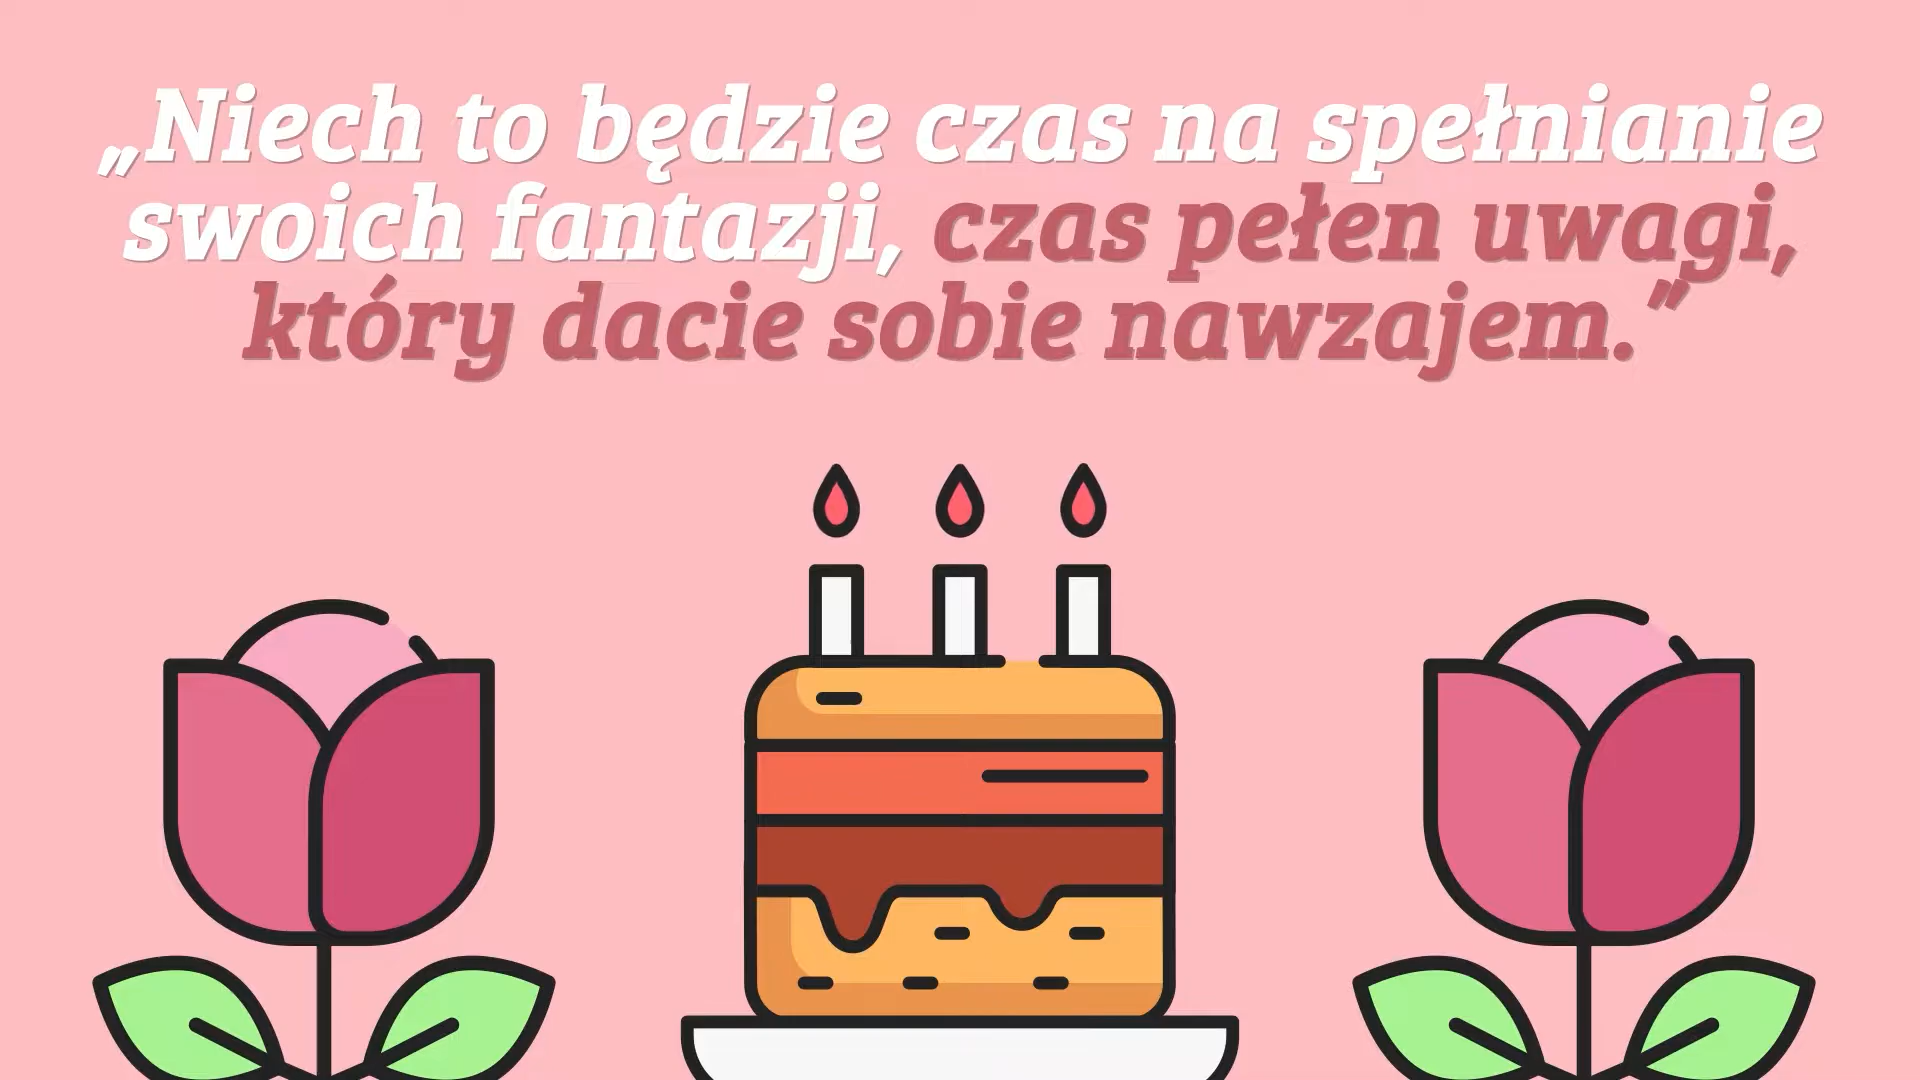 „Niech to będzie czas na spełnianie
swoich fantazji, czas pełen uwagi,
który dacie sobie nawzajem.”